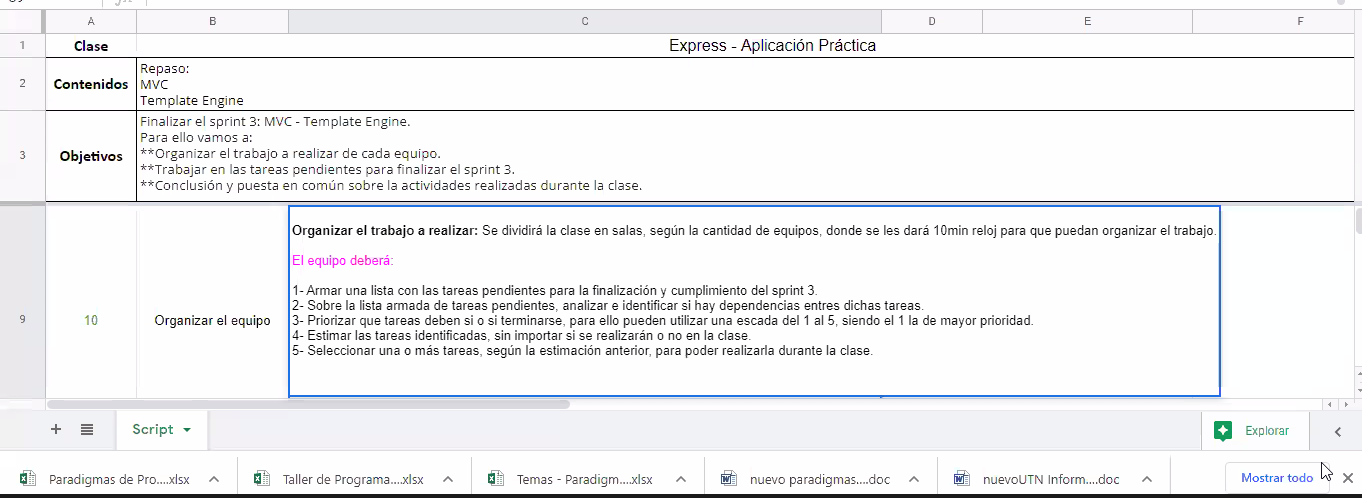 A B C D E F
1 Clase Express - Aplicación Práctica
2 Contenidos
Repaso:
MVC
Template Engine
3 Objetivos
Finalizar el sprint 3: MVC - Template Engine.
Para ello vamos a:
**Organizar el trabajo a realizar de cada equipo.
**Trabajar en las tareas pendientes para finalizar el sprint 3.
**Conclusión y puesta en común sobre la actividades realizadas durante la clase.
9 10 Organizar el equipo
Organizar el trabajo a realizar: Se dividirá la clase en salas, según la cantidad de equipos, donde se les dará 10min reloj para que puedan organizar el trabajo.
El equipo deberá:
1- Armar una lista con las tareas pendientes para la finalización y cumplimiento del sprint 3.
2- Sobre la lista armada de tareas pendientes, analizar e identificar si hay dependencias entres dichas tareas.
3- Priorizar que tareas deben si o si terminarse, para ello pueden utilizar una escada del 1 al 5, siendo el 1 la de mayor prioridad.
4- Estimar las tareas identificadas, sin importar si se realizarán o no en la clase.
5- Seleccionar una o más tareas, según la estimación anterior, para poder realizarla durante la clase.
Script
Explorar
Paradigmas de Pro....xlsx
Taller de Programa....xlsx
Temas - Paradigm....xlsx
nuevo paradigmas....doc
nuevoUTN Inform....doc
Mostrar todo